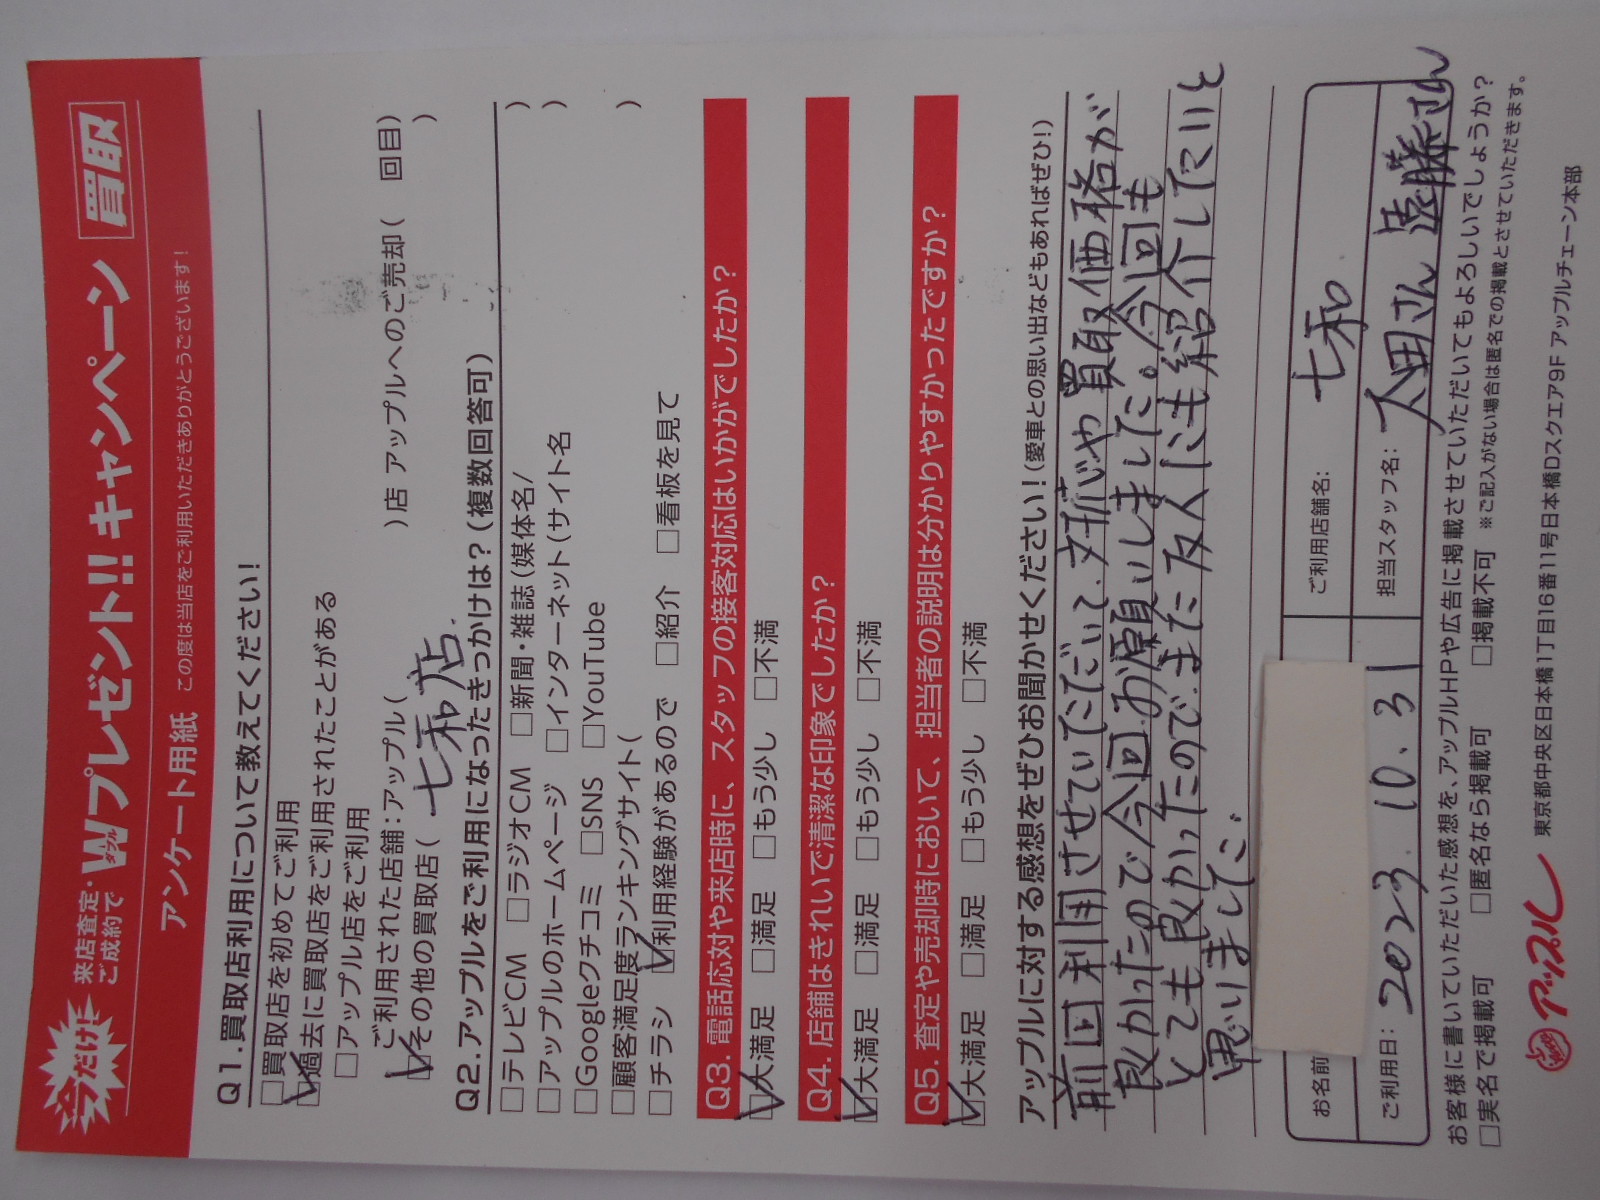 今だけ!
来店査定・
ご成約で
Wプレゼント!!キャンペーン
ダブル
買取
アンケート用紙 この度は当店をご利用いただきありがとうございます!
Q1.買取店利用について教えてください!
□買取店を初めてご利用
☑過去に買取店をご利用されたことがある
□アップル店をご利用
ご利用された店舗:アップル( )店 アップルへのご売却( 回目)
☑その他の買取店( 七和店 )
Q2.アップルをご利用になったきっかけは?(複数回答可)
□テレビCM □ラジオCM □新聞・雑誌(媒体名/ )
□アップルのホームページ □インターネット(サイト名 )
□Googleクチコミ □SNS □YouTube
□顧客満足度ランキングサイト( )
□チラシ ☑利用経験があるので □紹介 □看板を見て
Q3.電話応対や来店時に、スタッフの接客対応はいかがでしたか?
☑大満足 □満足 □もう少し □不満
Q4.店舗はきれいで清潔な印象でしたか?
☑大満足 □満足 □もう少し □不満
Q5.査定や売却時において、担当者の説明は分かりやすかったですか?
☑大満足 □満足 □もう少し □不満
アップルに対する感想をぜひお聞かせください!(愛車との思い出などもあればぜひ!)
前回利用させていただいて、対応や買取価格が
良かったので今回お願いしました。今回も
とても良かったのでまた友人にも紹介したいと
思いました。
お名前
ご利用店舗名: 七和
ご利用日: 2023.10.31
担当スタッフ名: 人田さん 遠藤さん
お客様に書いていただいた感想を、アップルHPや広告に掲載させていただいてもよろしいでしょうか?
□実名で掲載可 □匿名なら掲載可 □掲載不可 ※ご記入がない場合は匿名での掲載とさせていただきます。
アップル 東京都中央区日本橋1丁目16番11号日本橋Dスクエア9F アップルチェーン本部